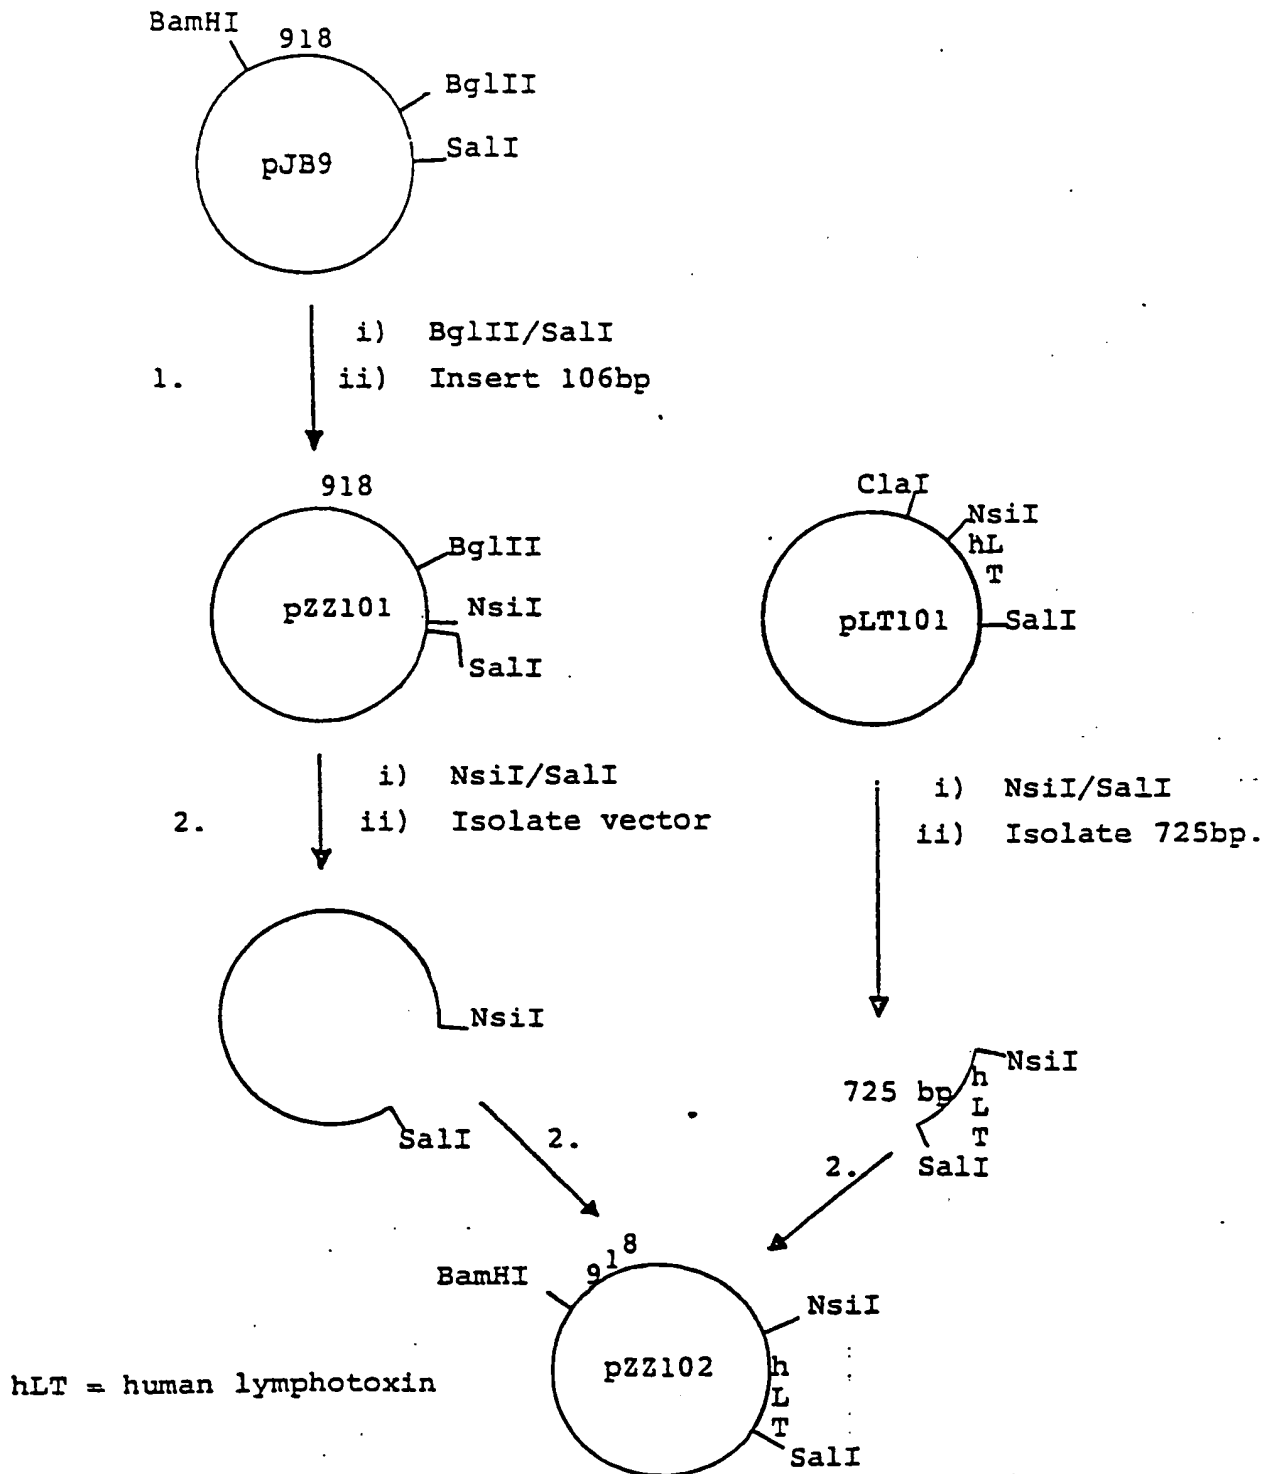 BamHI
918
BglII
SalI
pJB9
1.
i) BglII/SalI
ii) Insert 106bp
918
BglII
pZZ101
NsiI
SalI
ClaI
NsiI
hL
T
pLT101
SalI
2.
i) NsiI/SalI
ii) Isolate vector
i) NsiI/SalI
ii) Isolate 725bp.
NsiI
SalI
2.
NsiI
725 bp
h
L
T
SalI
2.
BamHI
918
NsiI
pZZ102
h
L
T
SalI
hLT = human lymphotoxin